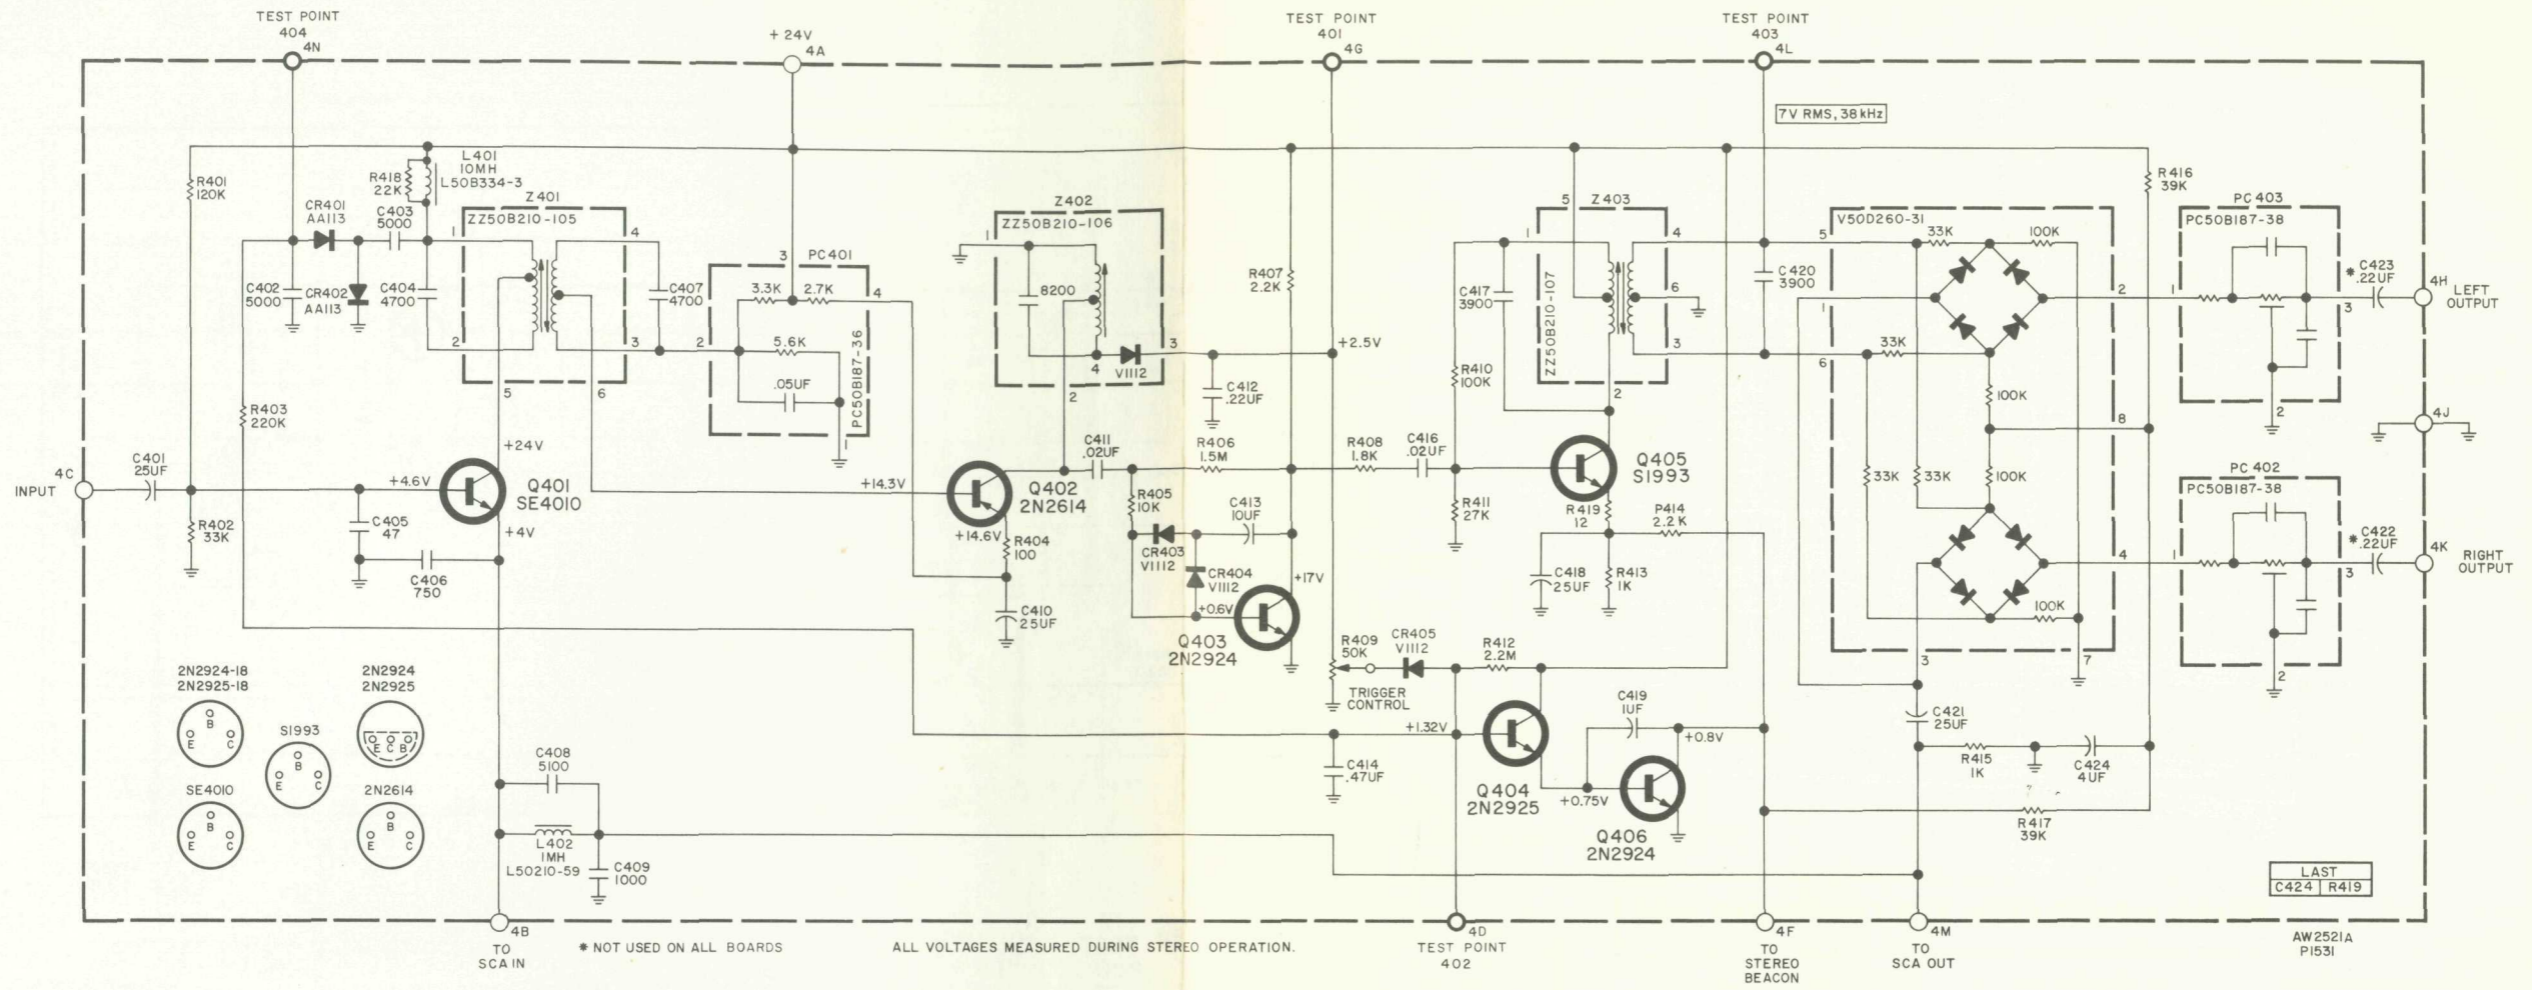 TEST POINT
404
4N
+ 24V
4A
TEST POINT
401
4G
TEST POINT
403
4L
7V RMS, 38 kHz
R401
120K
CR401
AA113
R418
22K
L401
10MH
L50B334-3
C403
5000
C402
5000
CR402
AA113
C404
4700
Z401
ZZ50B210-105
1
2
4
3
5
6
C407
4700
3
PC401
3.3K
2.7K
4
2
5.6K
.05UF
1
PC50B187-36
Z402
ZZ50B210-106
1
8200
3
4
V1112
2
C412
.22UF
R407
2.2K
+2.5V
Z403
5
1
4
6
3
2
ZZ50B210-107
C417
3900
R410
100K
C420
3900
V50D260-31
5
1
6
33K
100K
33K
100K
33K
33K
100K
100K
2
8
4
3
7
R416
39K
PC 403
PC50B187-38
1
3
2
* C423
.22UF
4H
LEFT
OUTPUT
4J
PC 402
PC50B187-38
1
3
2
* C422
.22UF
4K
RIGHT
OUTPUT
R403
220K
4C
INPUT
C401
25UF
R402
33K
+4.6V
C405
47
C406
750
+24V
+4V
Q401
SE4010
+14.3V
Q402
2N2614
+14.6V
R404
100
C410
25UF
C411
.02UF
R405
10K
R406
1.5M
C413
10UF
CR403
V1112
CR404
V1112
+0.6V
+17V
Q403
2N2924
R408
1.8K
C416
.02UF
R411
27K
Q405
S1993
R419
12
P414
2.2 K
C418
25UF
R413
1K
R409
50K
CR405
V1112
TRIGGER
CONTROL
R412
2.2M
+1.32V
C414
.47UF
Q404
2N2925
C419
1UF
+0.8V
+0.75V
Q406
2N2924
C421
25UF
R415
1K
C424
4UF
R417
39K
2N2924-18
2N2925-18
B
E
C
S1993
B
E
C
2N2924
2N2925
E C B
SE4010
B
E
C
2N2614
B
E
C
C408
5100
L402
1MH
L50210-59
C409
1000
LAST
C424 R419
4B
TO
SCA IN
* NOT USED ON ALL BOARDS
ALL VOLTAGES MEASURED DURING STEREO OPERATION.
4D
TEST POINT
402
4F
TO
STEREO
BEACON
4M
TO
SCA OUT
AW2521A
P1531